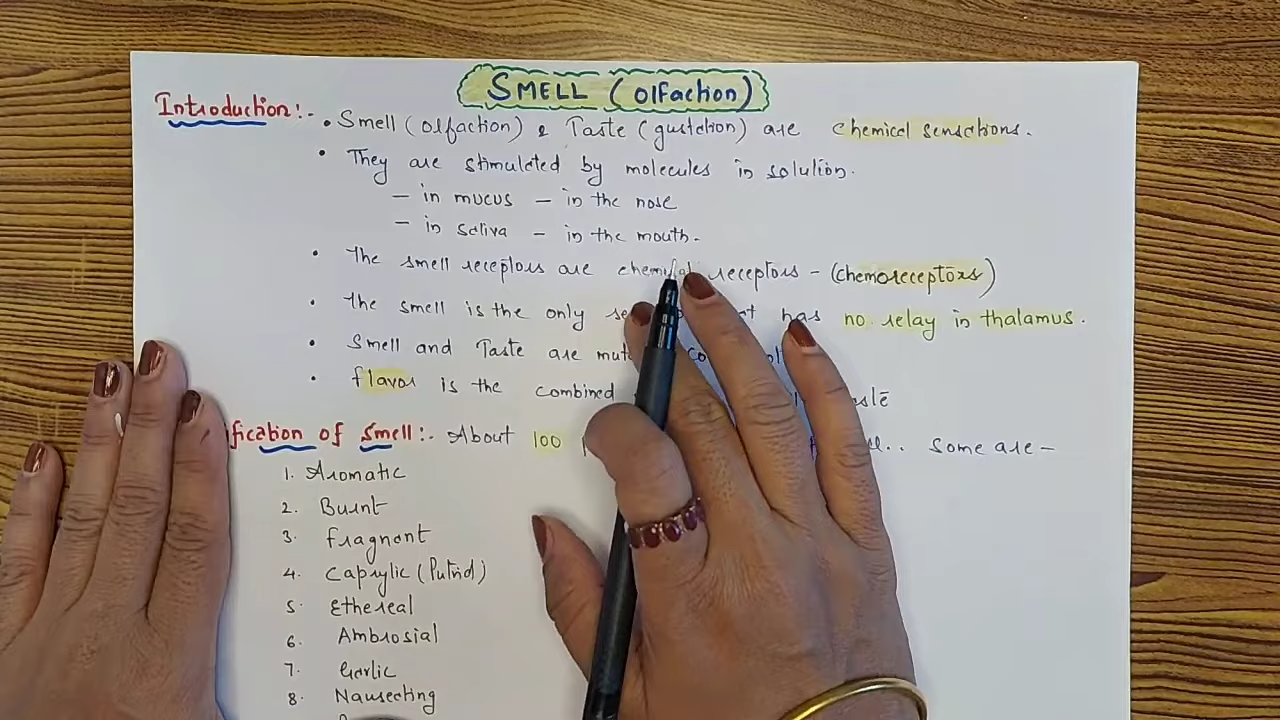 SMELL (Olfaction)
Introduction:-
• Smell (Olfaction) & Taste (gustation) are chemical sensations.
• They are stimulated by molecules in solution.
– in mucus – in the nose
– in saliva – in the mouth.
• The smell receptors are chemical receptors – (chemoreceptors)
• The smell is the only has no relay in thalamus.
• Smell and Taste are
• flavor is the combined
fication of Smell:- About 100 Some are –
1. Aromatic
2. Burnt
3. Fragrant
4. Caprylic (Putrid)
5. Ethereal
6. Ambrosial
7. Garlic
8. Nauseating